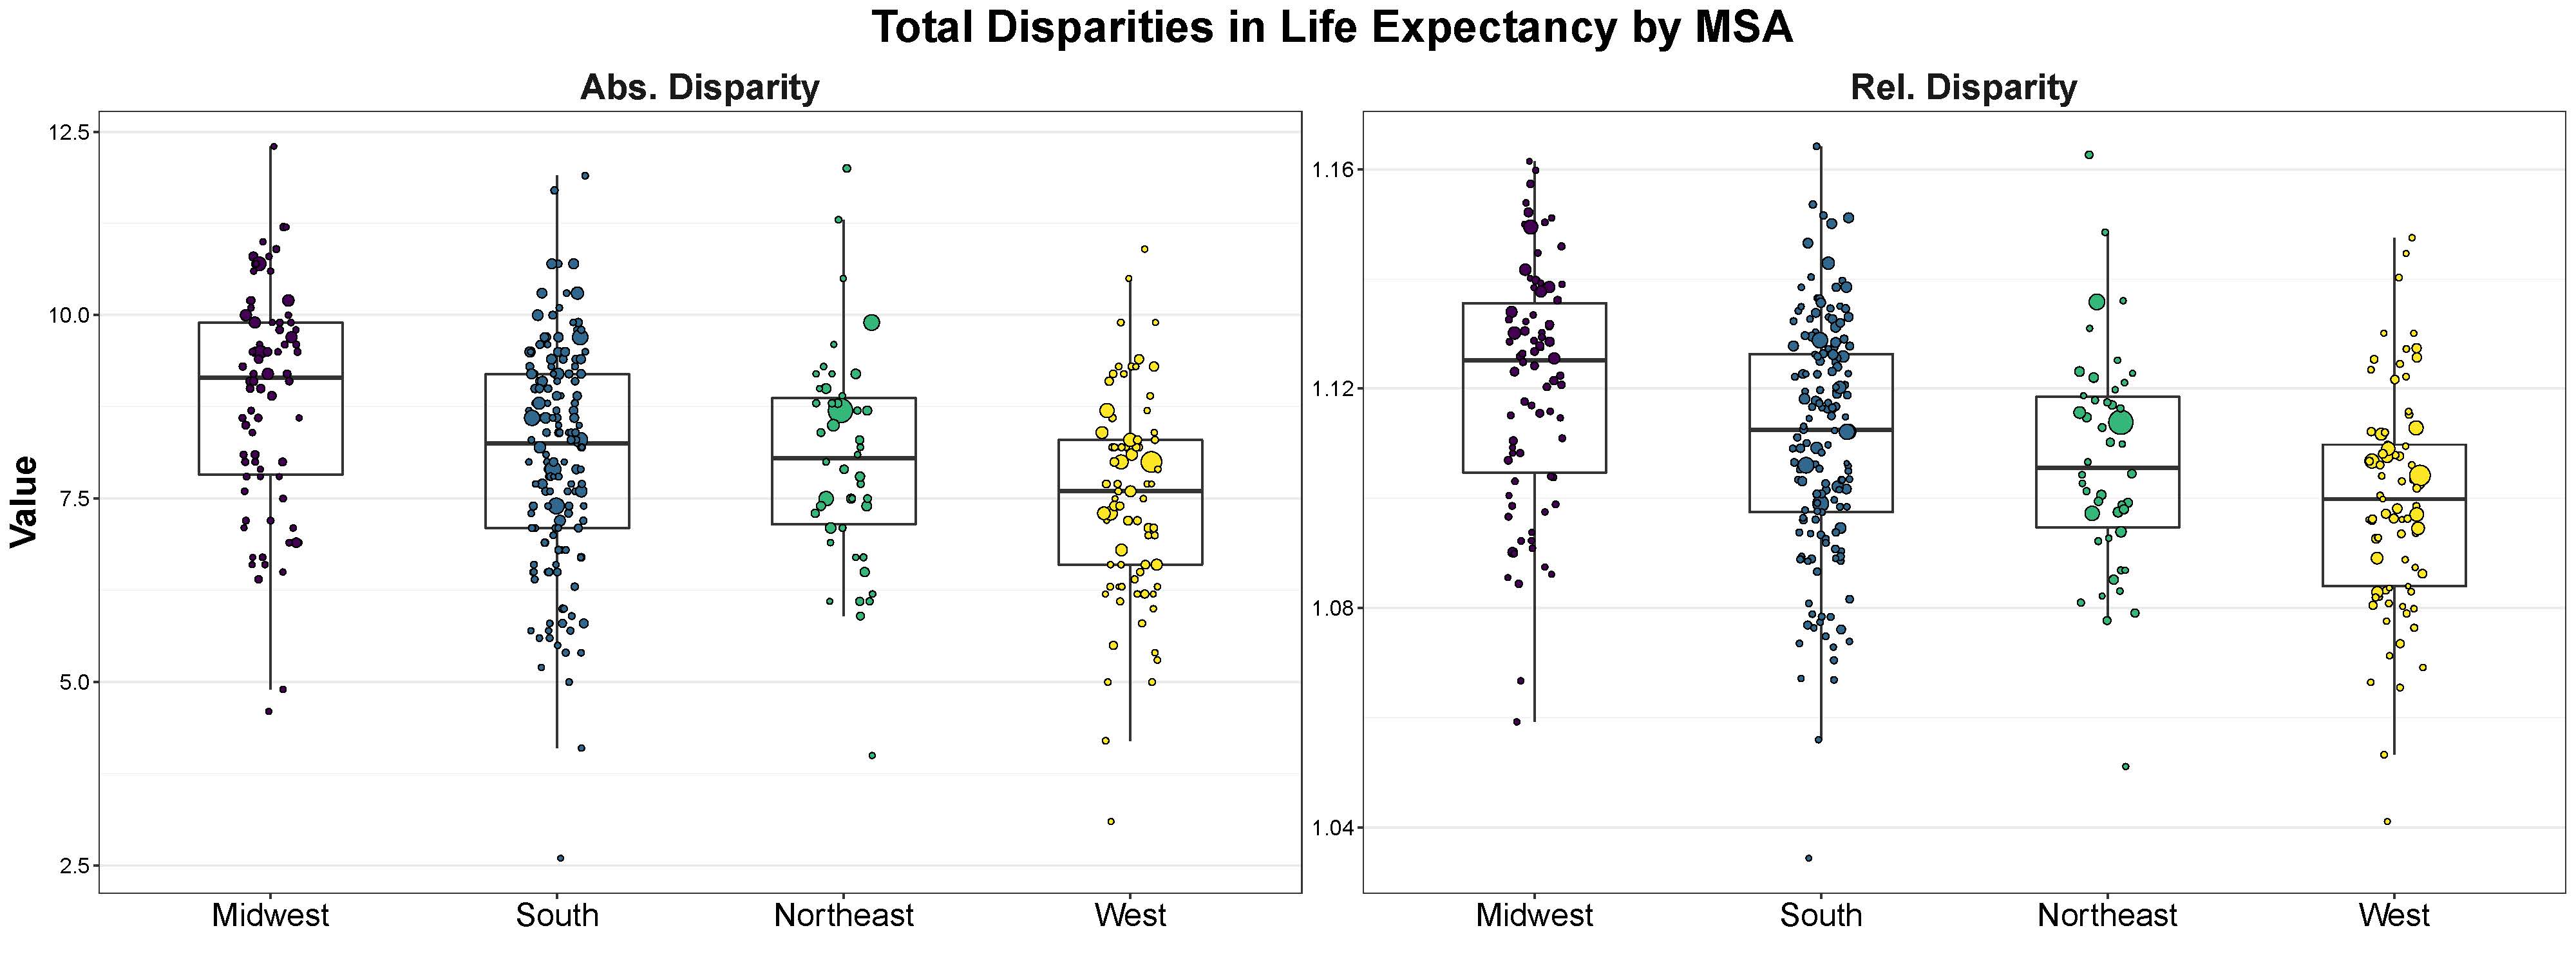 Total Disparities in Life Expectancy by MSA
Abs. Disparity
Rel. Disparity
Value
12.5
10.0
7.5
5.0
2.5
1.16
1.12
1.08
1.04
Midwest
South
Northeast
West
Midwest
South
Northeast
West